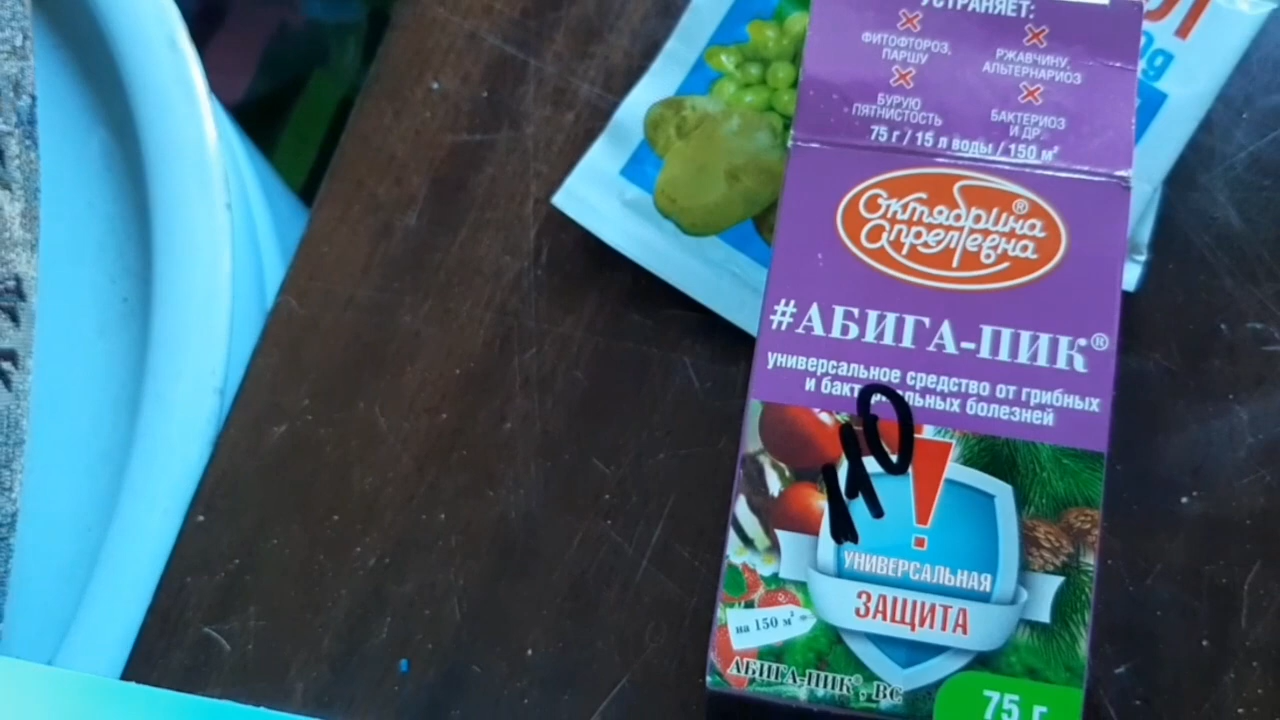 УСТРАНЯЕТ:
ФИТОФТОРОЗ,
ПАРШУ
РЖАВЧИНУ,
АЛЬТЕРНАРИОЗ
БУРУЮ
ПЯТНИСТОСТЬ
БАКТЕРИОЗ
И ДР.
75 г / 15 л воды / 150 м²
Октябрина®
Апрелевна
#АБИГА-ПИК®
универсальное средство от грибных
и бактериальных болезней
110
УНИВЕРСАЛЬНАЯ
ЗАЩИТА
на 150 м²
АБИГА-ПИК®, ВС
75 г